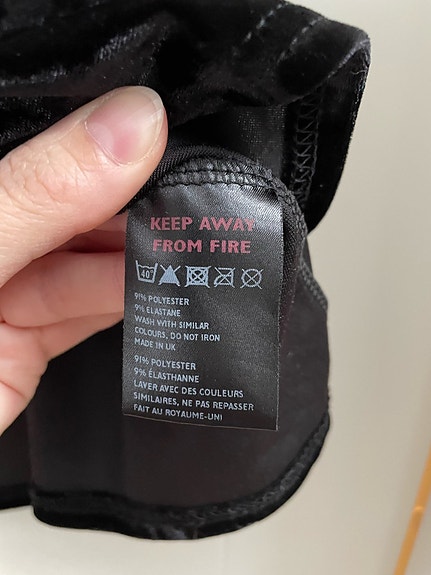 KEEP AWAY
FROM FIRE
40°
91% POLYESTER
9% ELASTANE
WASH WITH SIMILAR
COLOURS, DO NOT IRON
MADE IN UK
91% POLYESTER
9% ÉLASTHANNE
LAVER AVEC DES COULEURS
SIMILAIRES, NE PAS REPASSER
FAIT AU ROYAUME-UNI